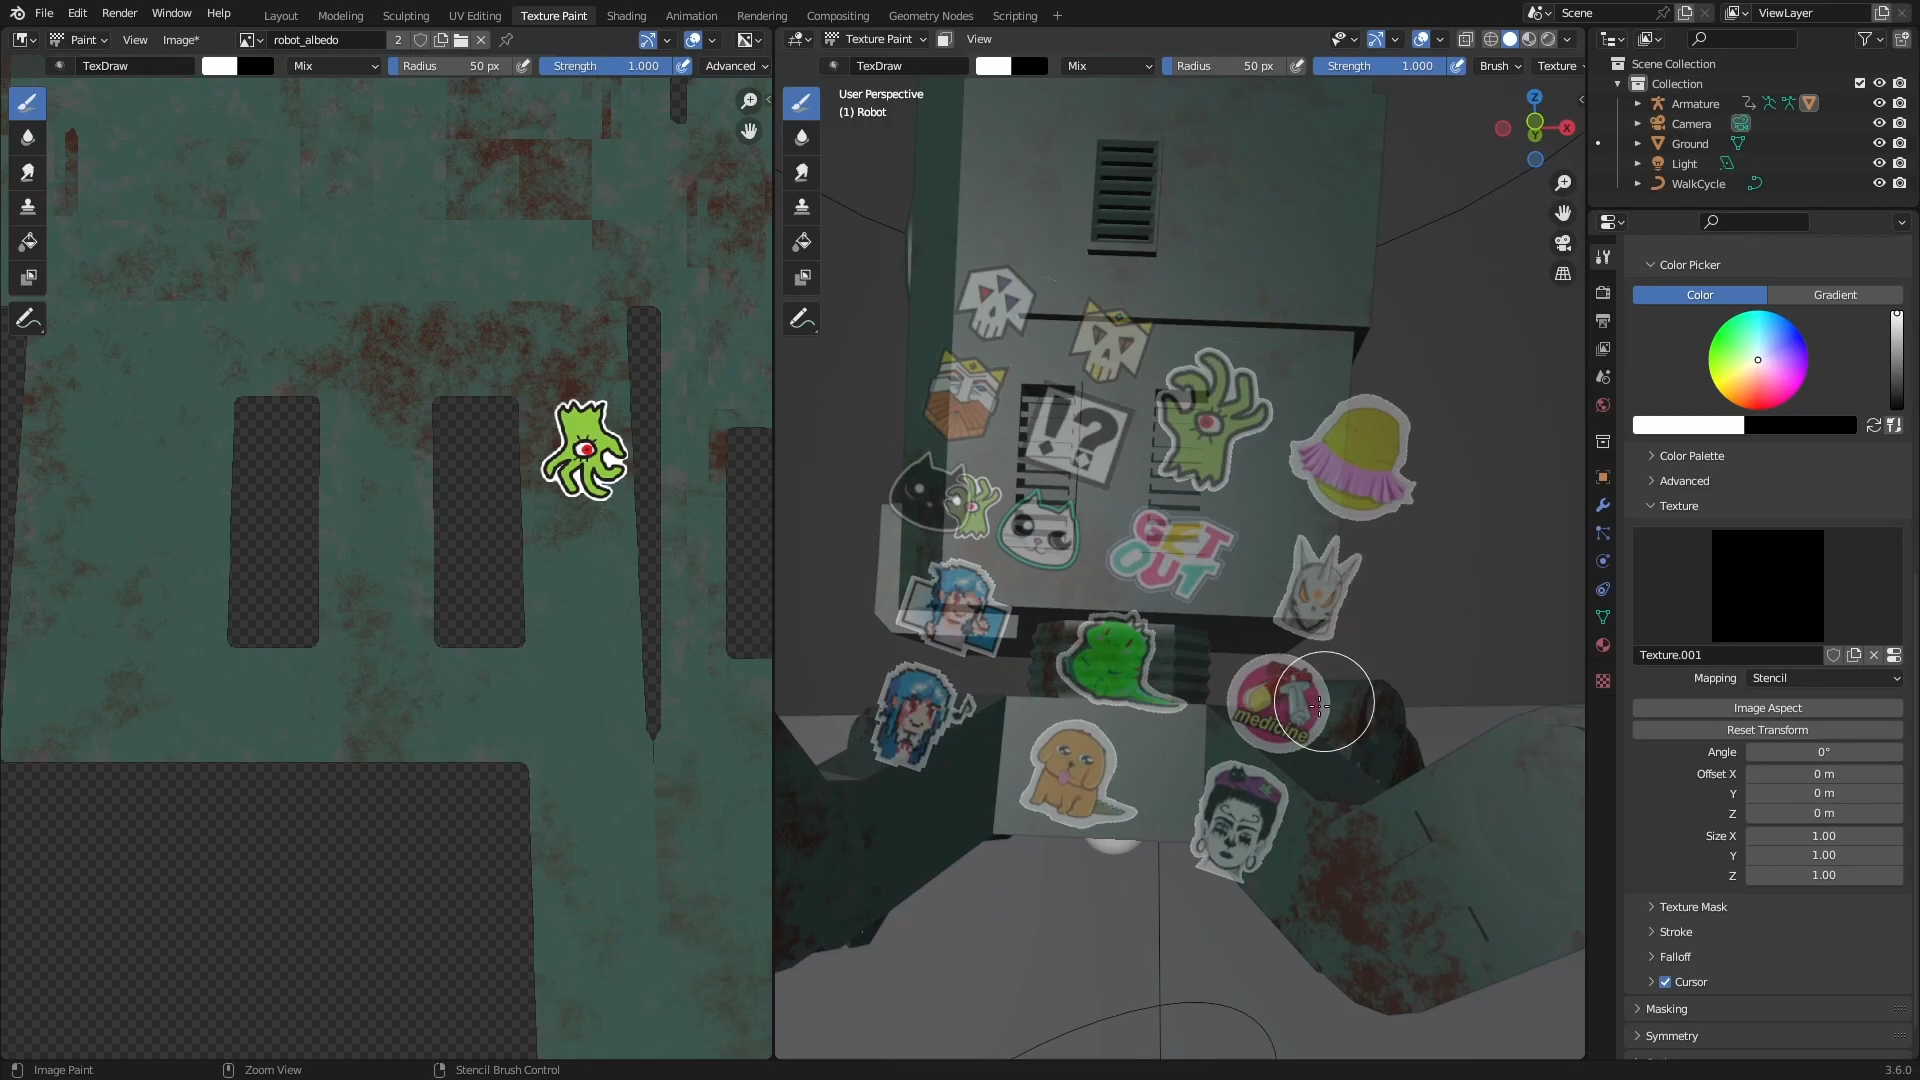 File Edit Render Window Help Layout Modeling Sculpting UV Editing Texture Paint Shading Animation Rendering Compositing Geometry Nodes Scripting + Scene ViewLayer
Paint View Image* robot_albedo 2 Texture Paint View
TexDraw Mix Radius 50 px Strength 1.000 Advanced TexDraw Mix Radius 50 px Strength 1.000 Brush Texture
User Perspective
(1) Robot
Z
X
Y
!?
GET
OUT
medicine
Scene Collection
Collection
Armature
Camera
Ground
Light
WalkCycle
Color Picker
Color Gradient
Color Palette
Advanced
Texture
Texture.001
Mapping Stencil
Image Aspect
Reset Transform
Angle 0°
Offset X 0 m
Y 0 m
Z 0 m
Size X 1.00
Y 1.00
Z 1.00
Texture Mask
Stroke
Falloff
Cursor
Masking
Symmetry
Image Paint Zoom View Stencil Brush Control 3.6.0